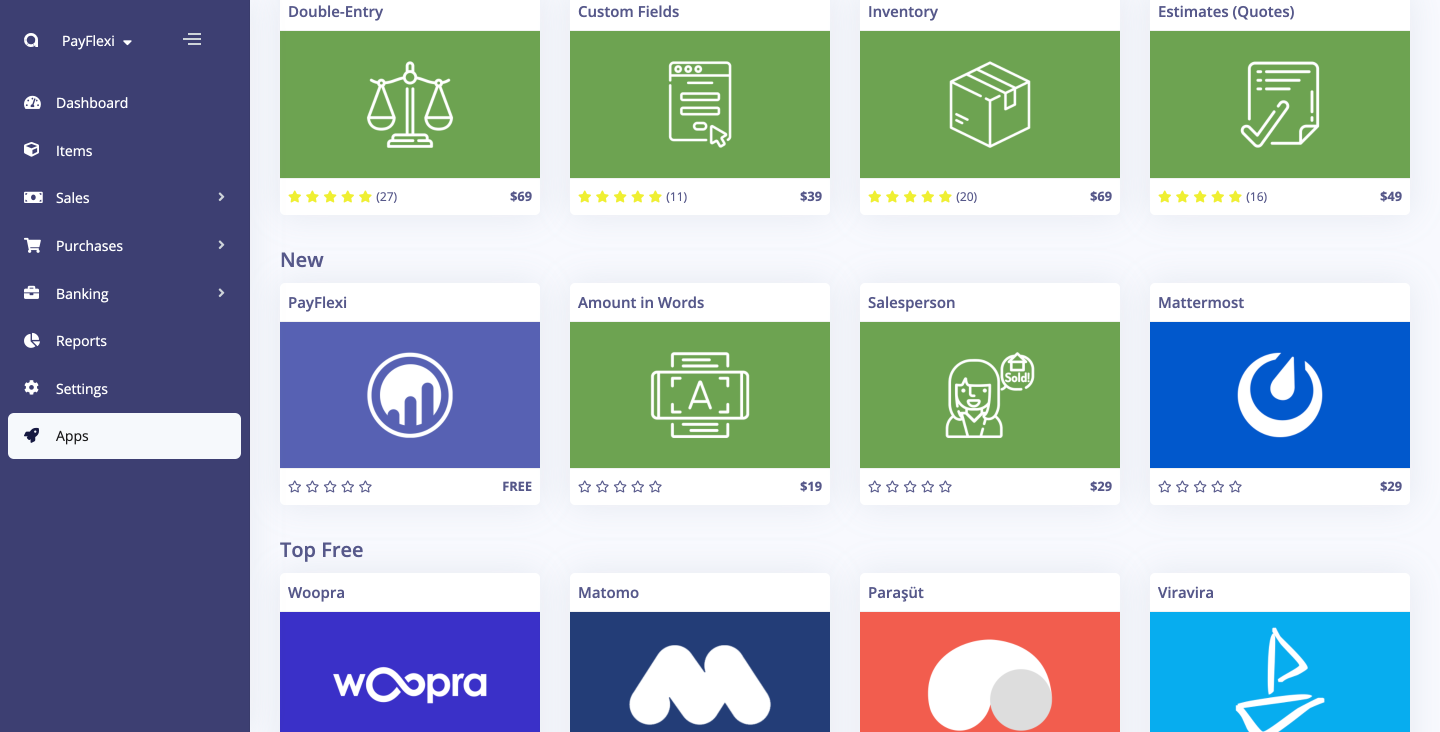 PayFlexi
Dashboard
Items
Sales
Purchases
Banking
Reports
Settings
Apps
Double-Entry
Custom Fields
Inventory
Estimates (Quotes)
(27)
$69
(11)
$39
(20)
$69
(16)
$49
New
PayFlexi
Amount in Words
Salesperson
Mattermost
A
Sold!
FREE
$19
$29
$29
Top Free
Woopra
Matomo
Paraşüt
Viravira
woopra